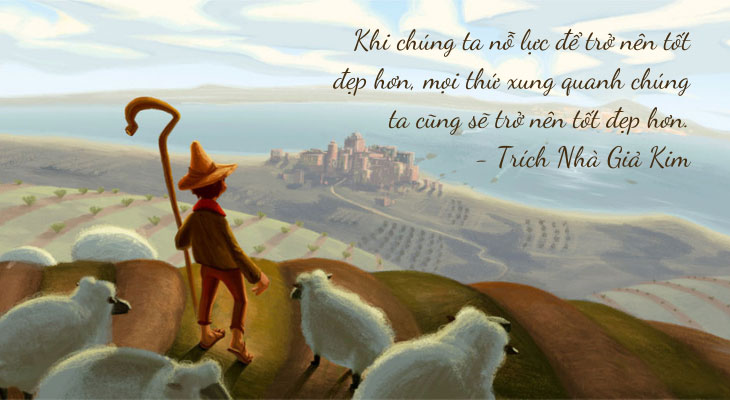 Khi chúng ta nỗ lực để trở nên tốt
đẹp hơn, mọi thứ xung quanh chúng
ta cũng sẽ trở nên tốt đẹp hơn.
- Trích Nhà Giả Kim